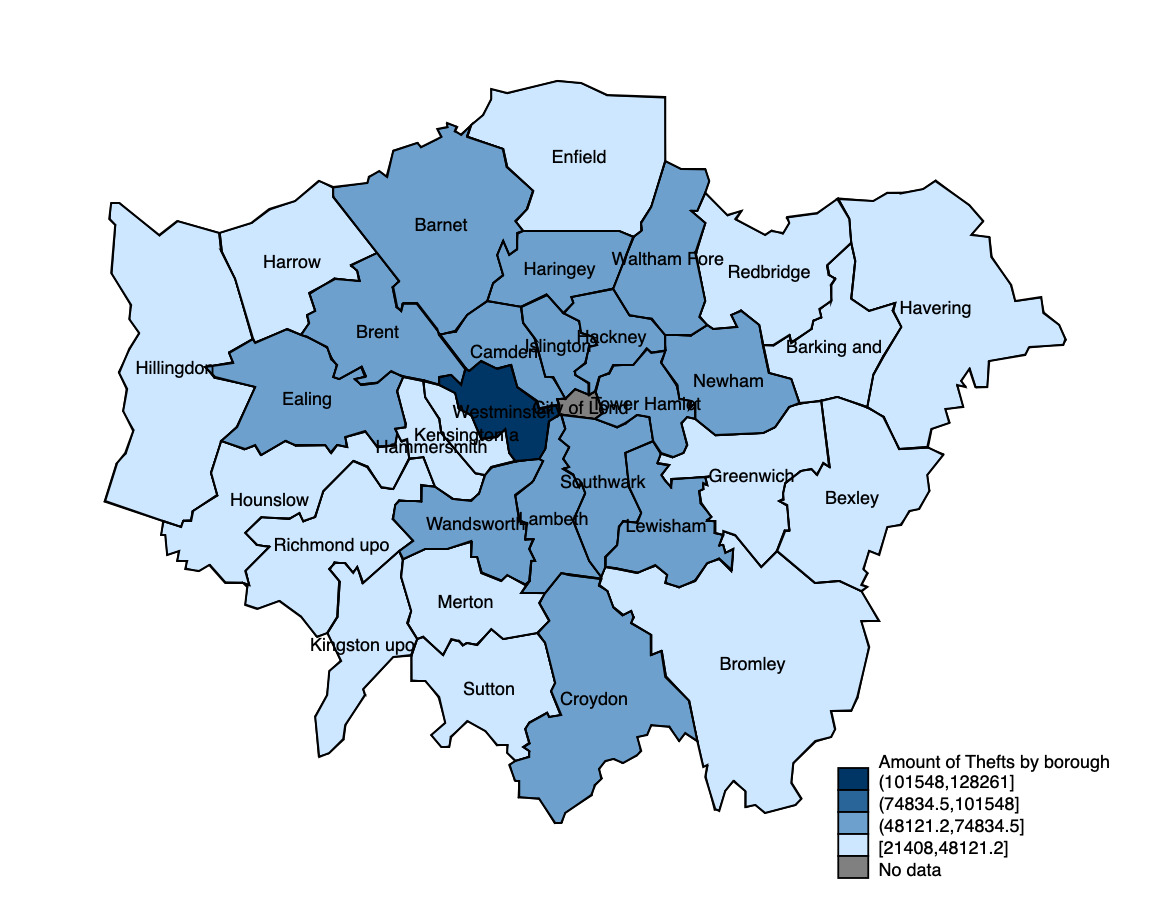 Enfield
Barnet
Waltham Fore
Harrow
Haringey
Redbridge
Havering
Brent
Hackney
Islington
Camden
Barking and
Hillingdon
Newham
Ealing
Tower Hamlet
City of Lond
Westminster
Kensington a
Hammersmith
Greenwich
Southwark
Hounslow
Bexley
Lambeth
Wandsworth
Lewisham
Richmond upo
Merton
Kingston upo
Bromley
Sutton
Croydon
Amount of Thefts by borough
(101548,128261]
(74834.5,101548]
(48121.2,74834.5]
[21408,48121.2]
No data